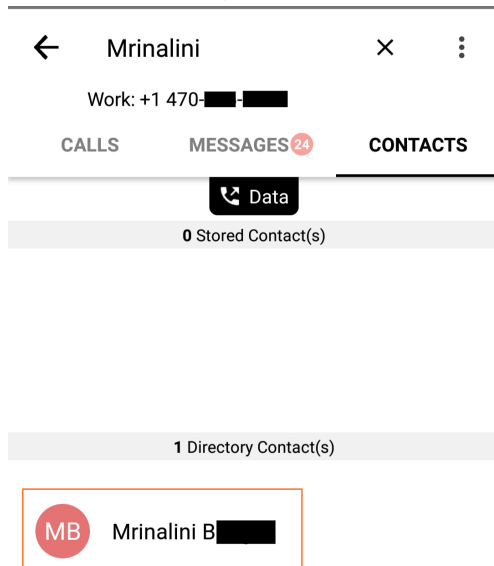 Mrinalini
Work: +1 470-
CALLS MESSAGES 24 CONTACTS
Data
0 Stored Contact(s)
1 Directory Contact(s)
MB Mrinalini B